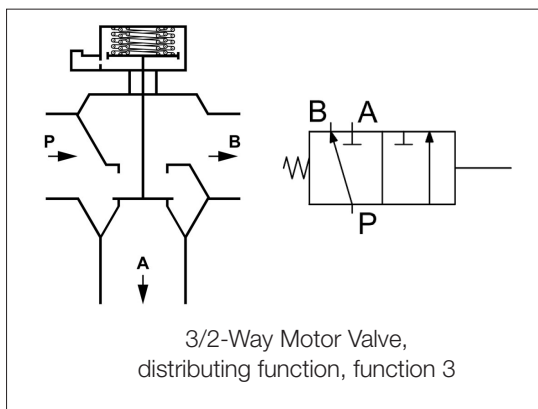 P
B
A
B A
P
3/2-Way Motor Valve,
distributing function, function 3